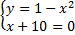 y = 1 − x²
x + 10 = 0